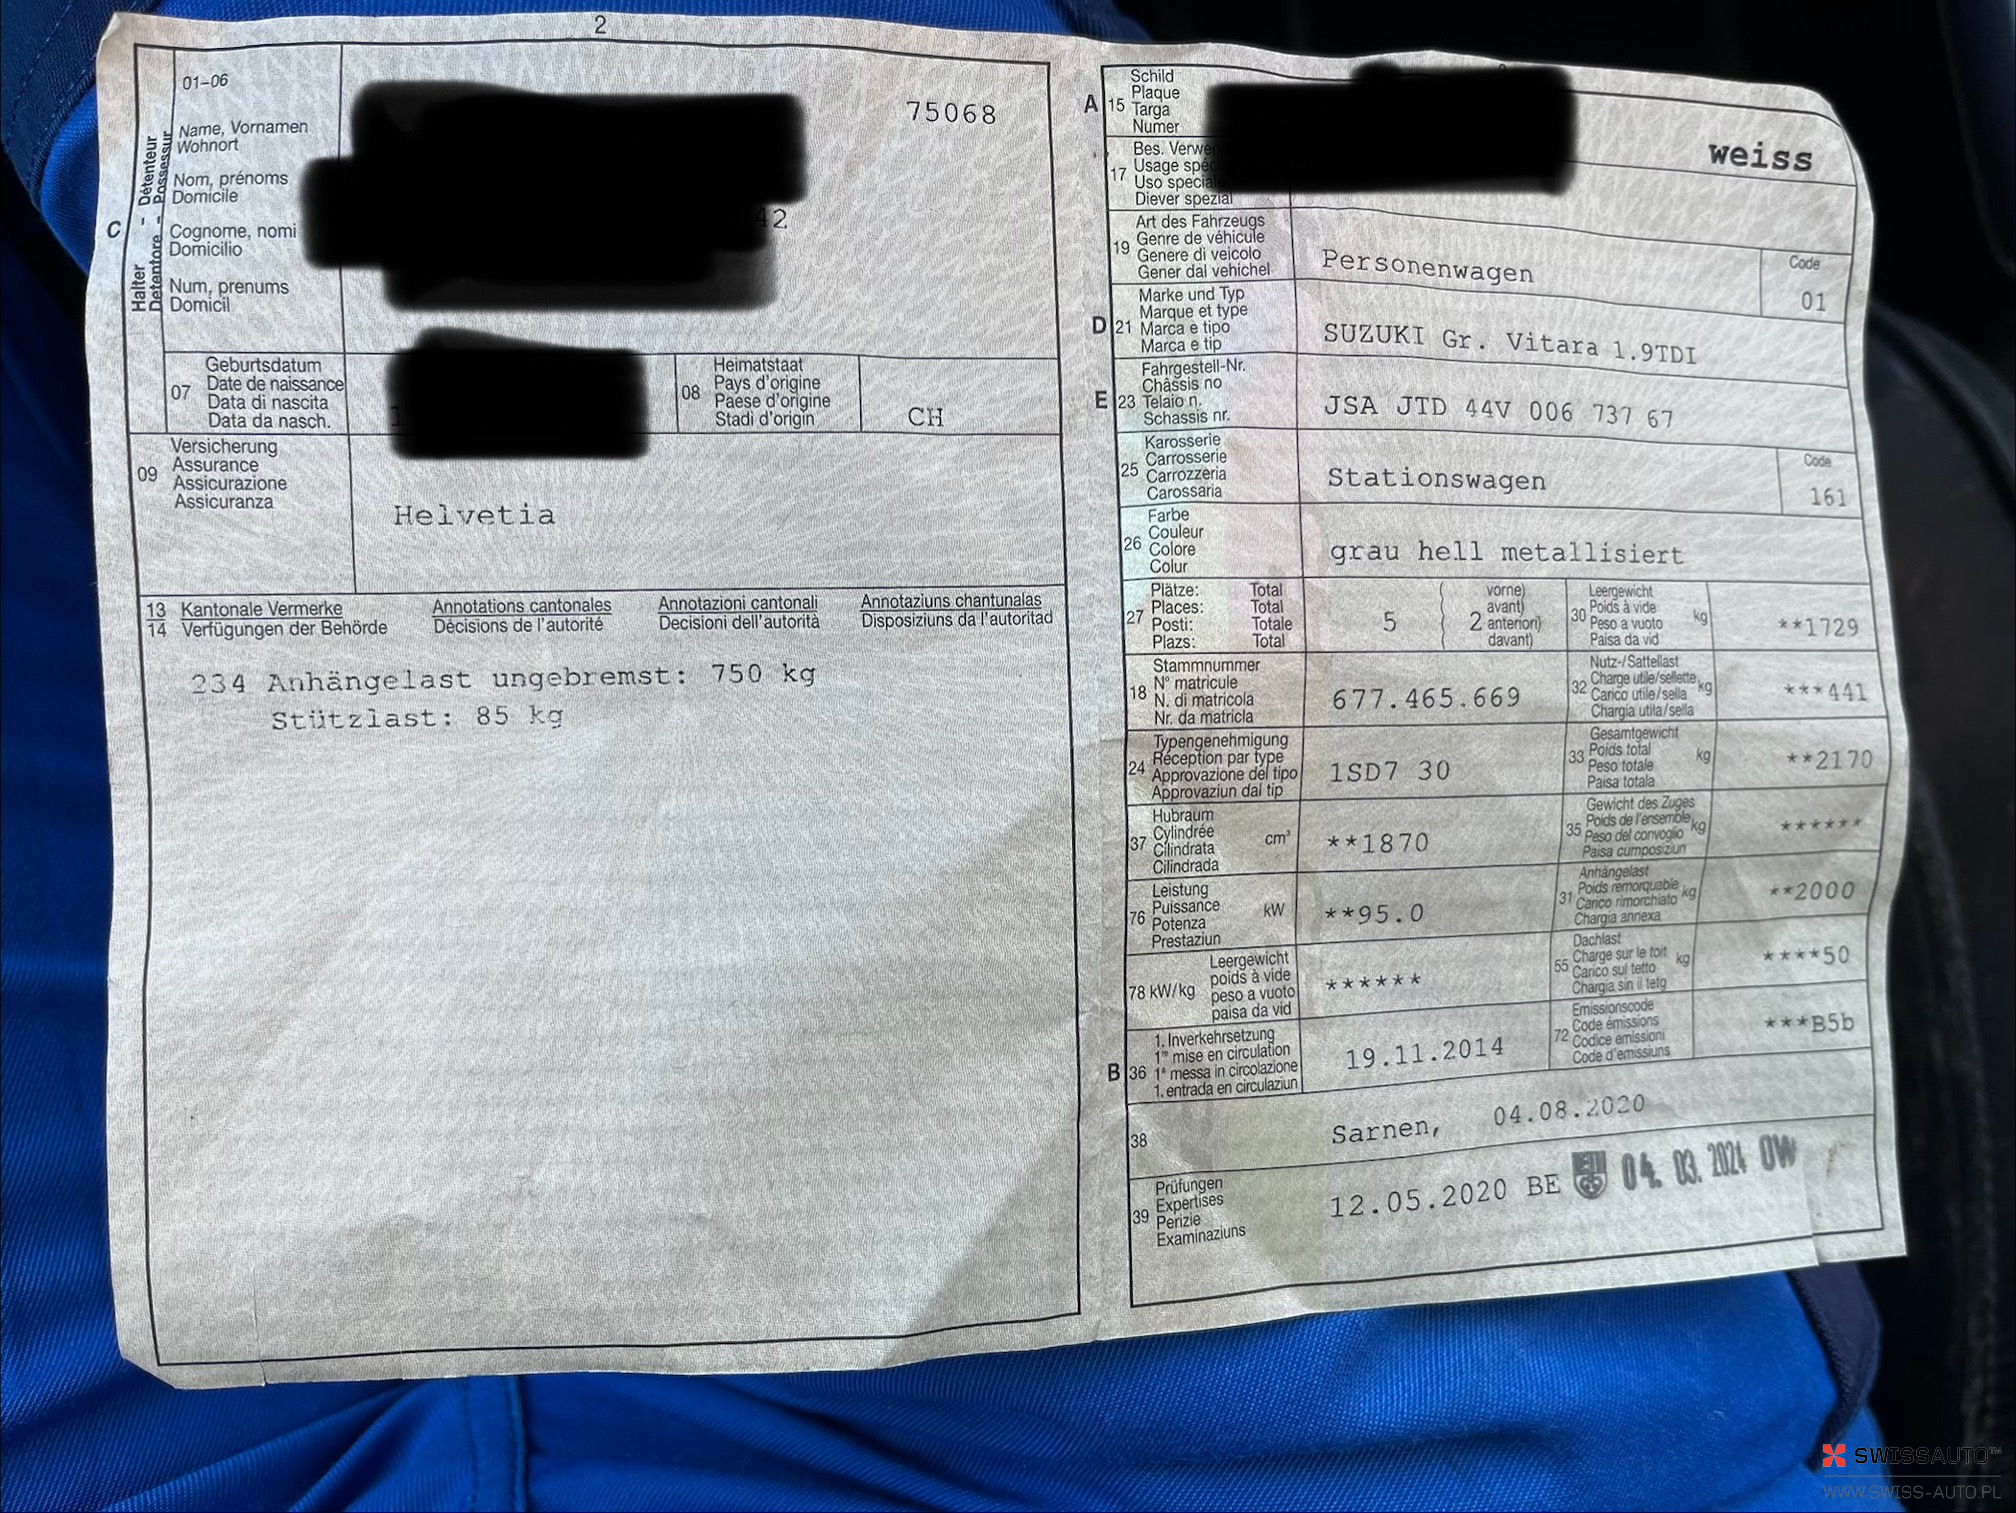 2
01-06
Halter - Détenteur
Detentore - Possessur
C
Name, Vornamen
Wohnort
Nom, prénoms
Domicile
Cognome, nomi
Domicilio
Num, prenums
Domicil
75068
42
07
Geburtsdatum
Date de naissance
Data di nascita
Data da nasch.
08
Heimatstaat
Pays d'origine
Paese d'origine
Stadi d'origin
CH
09
Versicherung
Assurance
Assicurazione
Assicuranza
Helvetia
13
14
Kantonale Vermerke
Verfügungen der Behörde
Annotations cantonales
Décisions de l'autorité
Annotazioni cantonali
Decisioni dell'autorità
Annotaziuns chantunalas
Disposiziuns da l'autoritad
234 Anhängelast ungebremst: 750 kg
Stützlast: 85 kg
A
15
Schild
Plaque
Targa
Numer
weiss
17
Bes. Verwe
Usage spé
Uso specia
Diever spezial
19
Art des Fahrzeugs
Genre de véhicule
Genere di veicolo
Gener dal vehichel
Personenwagen
Code
01
D
21
Marke und Typ
Marque et type
Marca e tipo
Marca e tip
SUZUKI Gr. Vitara 1.9TDI
E
23
Fahrgestell-Nr.
Châssis no
Telaio n.
Schassis nr.
JSA JTD 44V 006 737 67
25
Karosserie
Carrosserie
Carrozzeria
Carossaria
Stationswagen
Code
161
26
Farbe
Couleur
Colore
Colur
grau hell metallisiert
27
Plätze: Total
Places: Total
Posti: Totale
Plazs: Total
5
2
vorne)
avant)
anteriori)
davant)
30
Leergewicht
Poids à vide
Peso a vuoto
Paisa da vid
kg
**1729
18
Stammnummer
N° matricule
N. di matricola
Nr. da matricla
677.465.669
32
Nutz-/Sattellast
Charge utile/sellette
Carico utile/sella
Chargia utila/sella
kg
***441
24
Typengenehmigung
Réception par type
Approvazione del tipo
Approvaziun dal tip
1SD7 30
33
Gesamtgewicht
Poids total
Peso totale
Paisa totala
kg
**2170
37
Hubraum
Cylindrée
Cilindrata
Cilindrada
cm³
**1870
35
Gewicht des Zuges
Poids de l'ensemble
Peso del convoglio
Paisa cumposiziun
kg
******
76
Leistung
Puissance
Potenza
Prestaziun
kW
**95.0
31
Anhängelast
Poids remorquable
Carico rimorchiato
Chargia annexa
kg
**2000
78 kW/kg
Leergewicht
poids à vide
peso a vuoto
paisa da vid
******
55
Dachlast
Charge sur le toit
Carico sul tetto
Chargia sin il tetg
kg
****50
B
36
1. Inverkehrsetzung
1re mise en circulation
1a messa in circolazione
1. entrada en circulaziun
19.11.2014
72
Emissionscode
Code émissions
Codice emissioni
Code d'emissiuns
***B5b
38
Sarnen, 04.08.2020
39
Prüfungen
Expertises
Perizie
Examinaziuns
12.05.2020 BE 04. 03. 2024 OW
SWISSAUTO™
WWW.SWISS-AUTO.PL